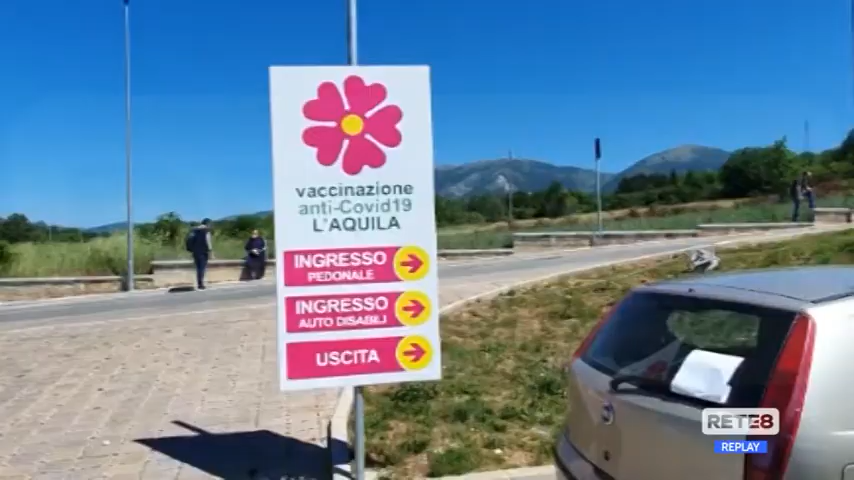 vaccinazione
anti-Covid19
L'AQUILA
INGRESSO
PEDONALE
INGRESSO
AUTO DISABILI
USCITA
RETE8
REPLAY